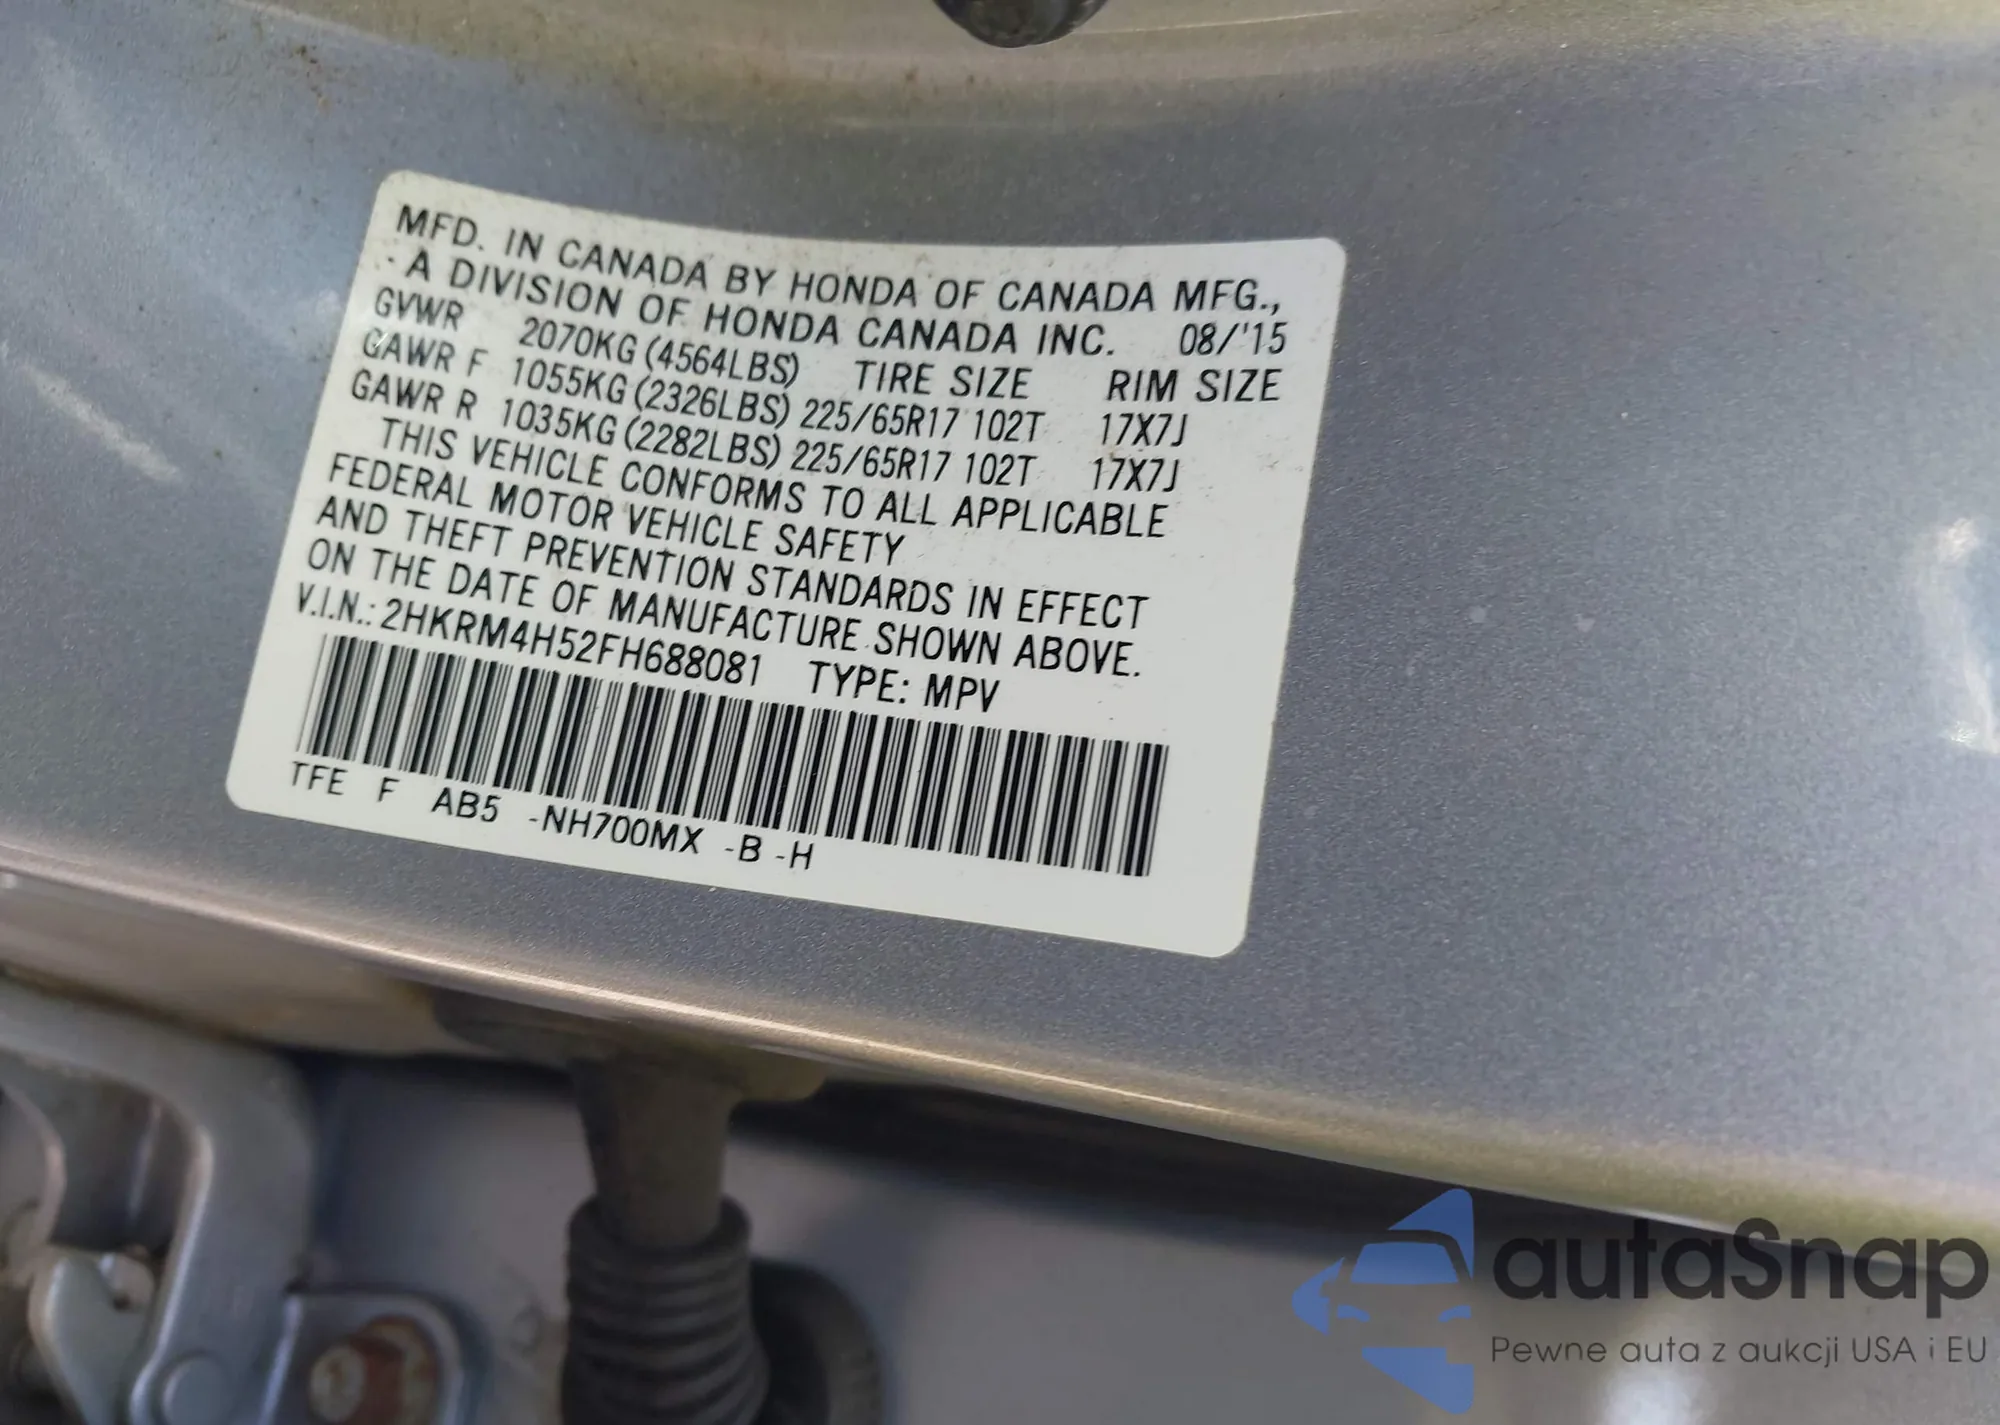 MFD. IN CANADA BY HONDA OF CANADA MFG.,
A DIVISION OF HONDA CANADA INC. 08/'15
GVWR 2070KG (4564LBS) TIRE SIZE RIM SIZE
GAWR F 1055KG (2326LBS) 225/65R17 102T 17X7J
GAWR R 1035KG (2282LBS) 225/65R17 102T 17X7J
THIS VEHICLE CONFORMS TO ALL APPLICABLE
FEDERAL MOTOR VEHICLE SAFETY
AND THEFT PREVENTION STANDARDS IN EFFECT
ON THE DATE OF MANUFACTURE SHOWN ABOVE.
V.I.N.: 2HKRM4H52FH688081 TYPE: MPV
TFE F AB5 -NH700MX -B -H
autaSnap
Pewne auta z aukcji USA i EU